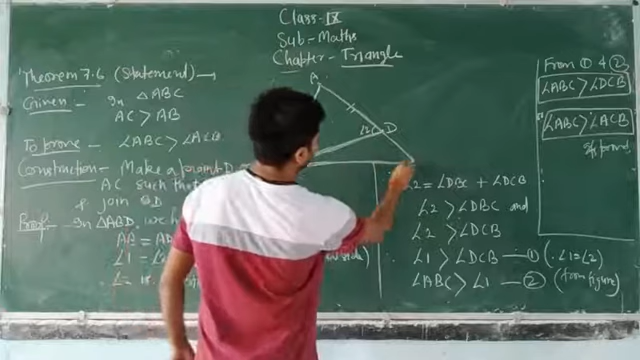 Class-IX
Sub-Maths
Chapter-Triangle
Theorem 7.6 (Statement)
Given: In △ABC
AC > AB
To prove - ∠ABC > ∠ACB
Construction- Make a point D
AC such that
& join BD
Proof- In △ABD, we h
AB = AD
∠1 =
A
∠2
D
∠2 = ∠DBC + ∠DCB
∠2 > ∠DBC and
∠2 > ∠DCB
∠1 > ∠DCB — ① (∵ ∠1=∠2)
∠ABC > ∠1 — ② (from figure)
From ① & ②
∠ABC > ∠DCB
∠ABC > ∠ACB
proved